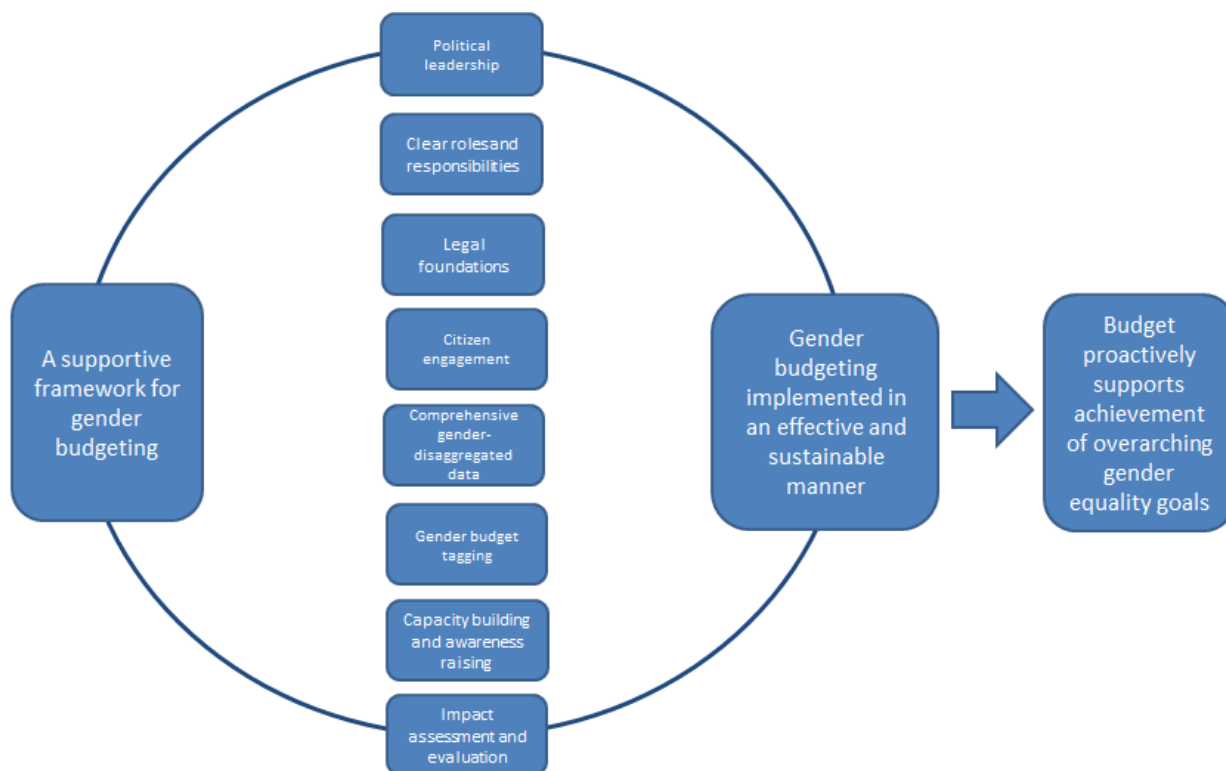 Political
leadership
Clear rolesand
responsibilities
Legal
foundations
Citizen
engagement
Comprehensive
gender-
disaggregated
data
Gender budget
tagging
Capacity building
and awareness
raising
Impact
assessment and
evaluation
A supportive
framework for
gender
budgeting
Gender
budgeting
implemented in
an effective and
sustainable
manner
Budget
proactively
supports
achievement
of overarching
gender
equality goals